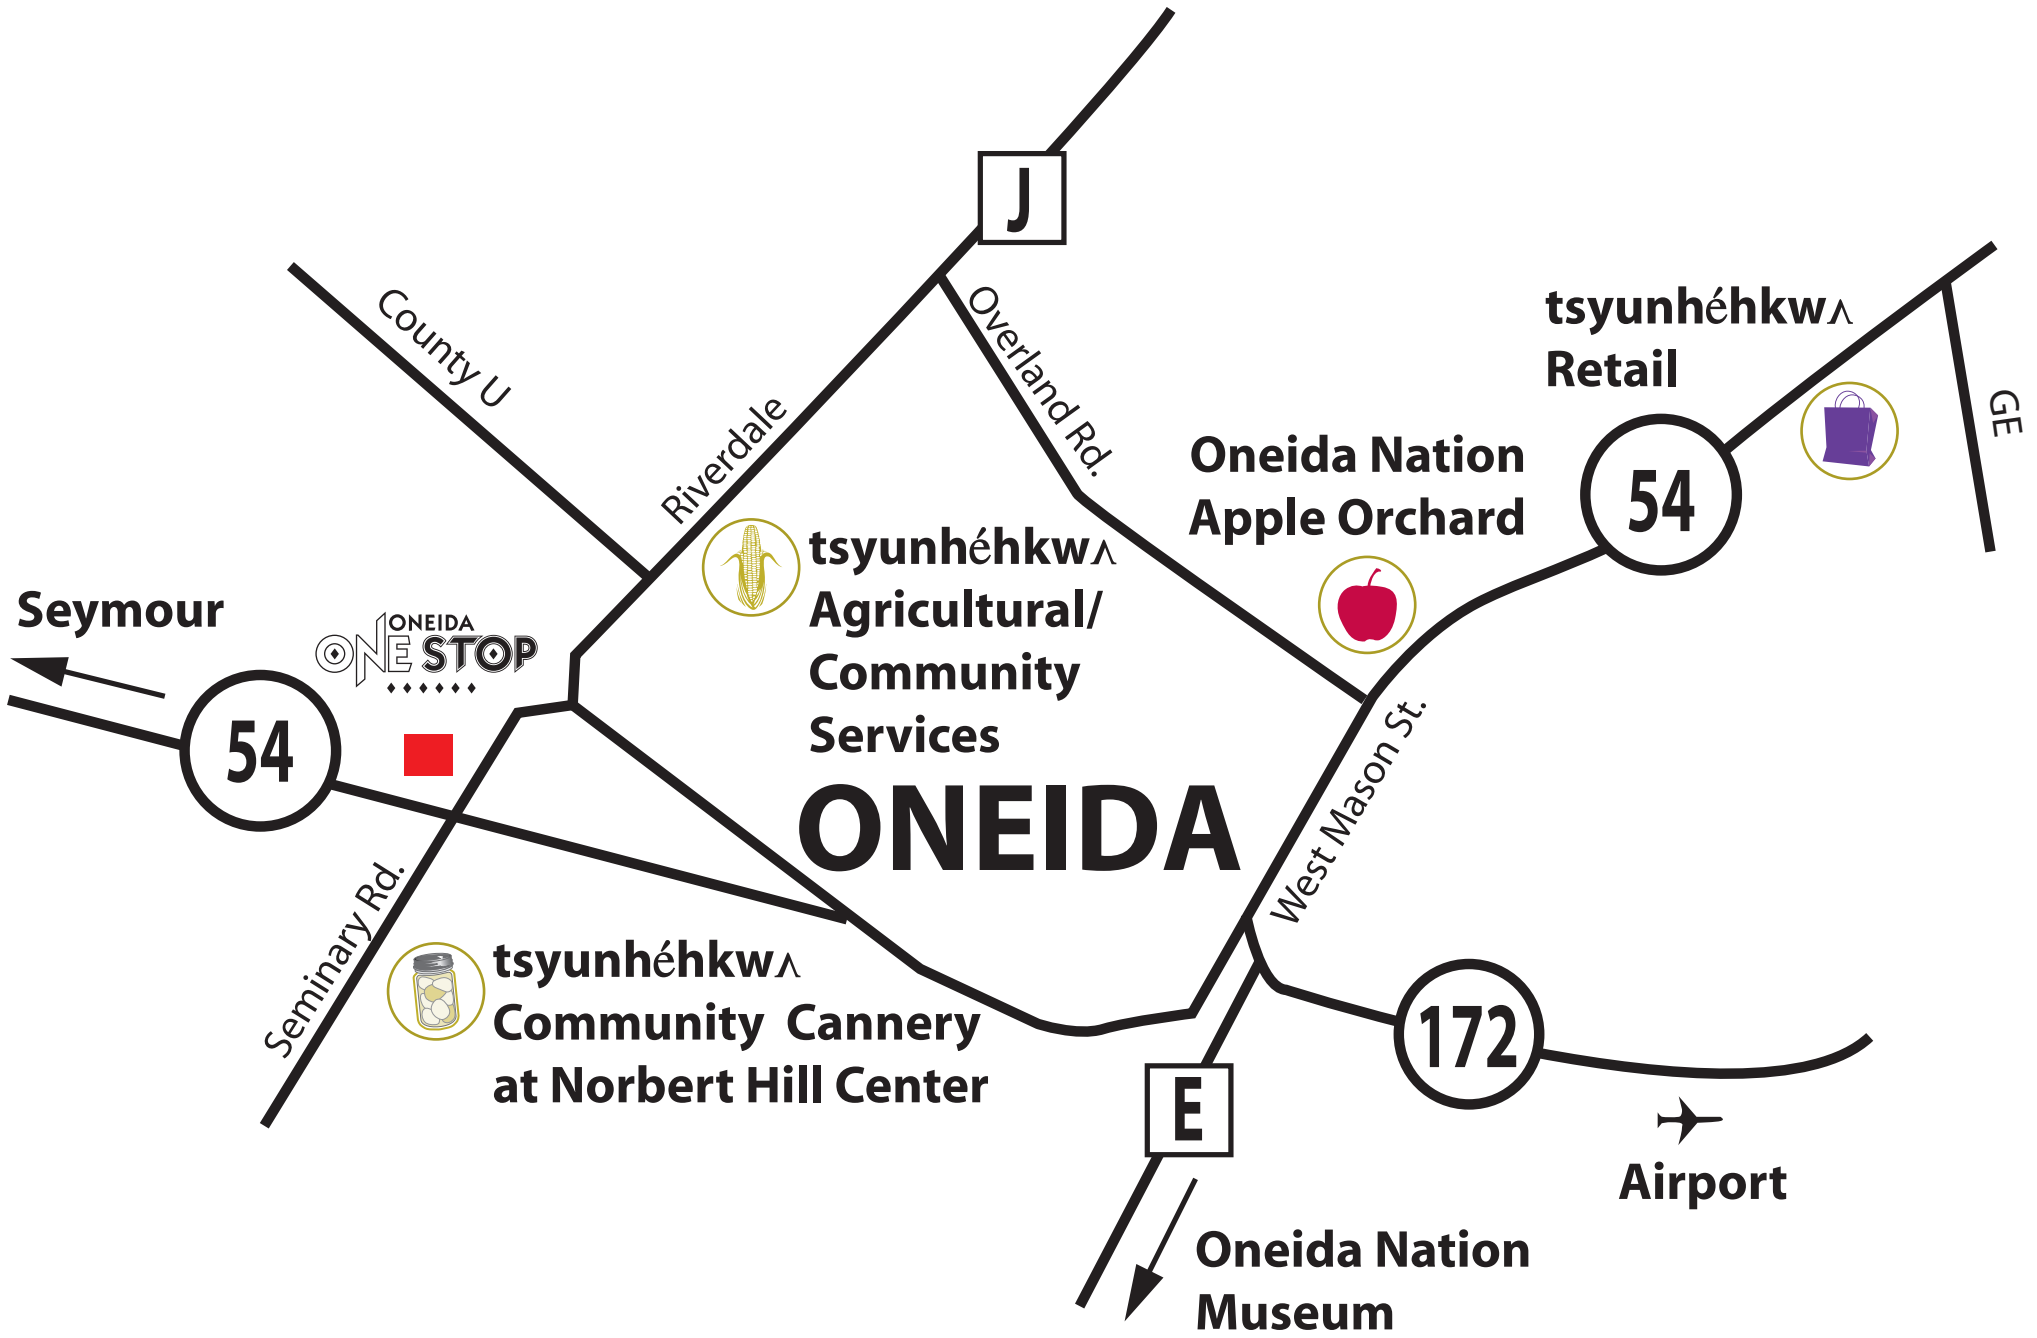 J
County U
Overland Rd.
Riverdale
tsyunhéhkwʌ
Retail
GE
54
Oneida Nation
Apple Orchard
tsyunhéhkwʌ
Agricultural/
Community
Services
Seymour
ONEIDA
ONE STOP
54
ONEIDA
West Mason St.
Seminary Rd.
tsyunhéhkwʌ
Community Cannery
at Norbert Hill Center
172
E
Airport
Oneida Nation
Museum